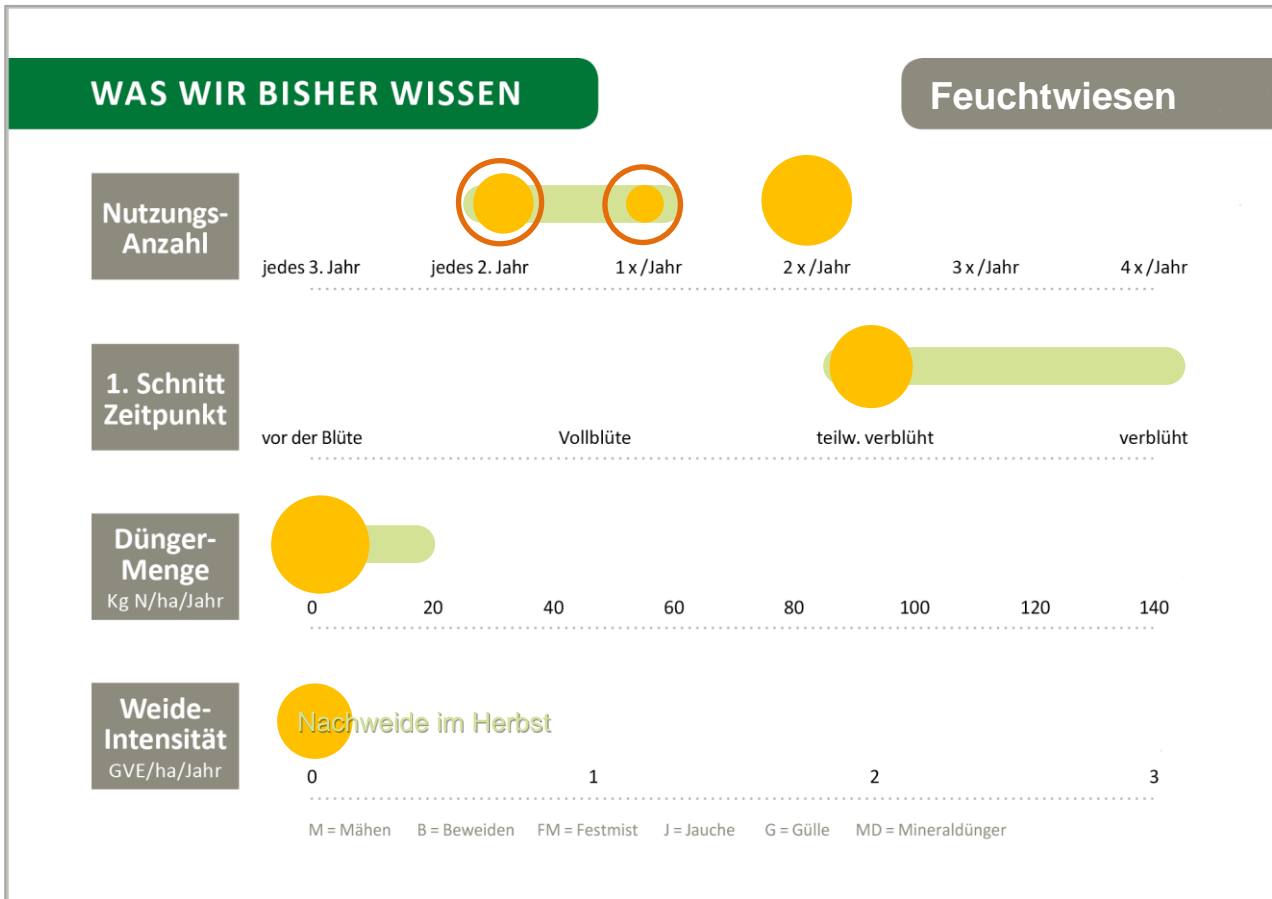 WAS WIR BISHER WISSEN
Feuchtwiesen
Nutzungs-
Anzahl
jedes 3. Jahr jedes 2. Jahr 1 x /Jahr 2 x /Jahr 3 x /Jahr 4 x /Jahr
1. Schnitt
Zeitpunkt
vor der Blüte Vollblüte teilw. verblüht verblüht
Dünger-
Menge
Kg N/ha/Jahr
0 20 40 60 80 100 120 140
Weide-
Intensität
GVE/ha/Jahr
Nachweide im Herbst
0 1 2 3
M = Mähen B = Beweiden FM = Festmist J = Jauche G = Gülle MD = Mineraldünger